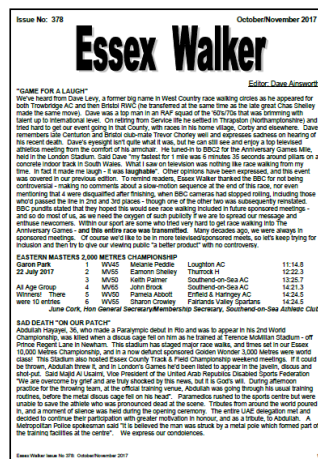 Issue No: 378 October/November 2017
Essex Walker
Editor: Dave Ainsworth
"GAME FOR A LAUGH"
We've heard from Dave Levy, a former big name in West Country race walking circles as he appeared for
both Trowbridge AC and then Bristol RWC (he transferred at the same time as the late great Chas Shelley
made the same move). Dave was a top man in an RAF squad of the '60s/70s that was brimming with
talent up to international level. On retiring from Service life he settled in Thrapston (Northamptonshire) and
tried hard to get our event going in that County, with races in his home village, Corby and elsewhere. Dave
remembers late Centurion and Bristol club-mate Trevor Choney well and expresses sadness on hearing of
his recent death. Dave's eyesight isn't quite what it was, but he can still see and enjoy a top televised
athletics meeting from the comfort of his armchair. He tuned-in to BBC2 for the Anniversary Games Mile,
held in the London Stadium. Said Dave "my fastest for 1 mile was 6 minutes 35 seconds around pillars on a
concrete indoor track in South Wales. What I saw on television was nothing like race walking from my
time. In fact it made me laugh - it was laughable". Other opinions have been expressed, and this event
was covered in our previous edition. To remind readers, Essex Walker thanked the BBC for not being
controversial - making no comments about a slow-motion sequence at the end of this race, nor even
mentioning that 4 were disqualified after finishing, when BBC cameras had stopped rolling, including those
who'd passed the line in 2nd and 3rd places - though one of the other two was subsequently reinstated.
BBC pundits stated that they hoped this would see race walking included in future sponsored meetings -
and so do most of us, as we need the oxygen of such publicity if we are to spread our message and
enthuse newcomers. Within our sport are some who tried very hard to get race walking into The
Anniversary Games - and this entire race was transmitted. Many decades ago, we were always in
sponsored meetings. Of course we'd like to be in more televised/sponsored meets, so let's keep trying for
inclusion and then try to give our viewing public "a better product" with no controversy.
EASTERN MASTERS 2,000 METRES CHAMPIONSHIP
Garon Park 1 WV45 Melanie Peddle Loughton AC 11:14.8
22 July 2017 2 MV55 Eamonn Shelley Thurrock H 12:22.3
3 MV50 Keith Palmer Southend-on-Sea AC 13:25.7
All Age Group 4 MV65 John Brock Southend-on-Sea AC 14:21.3
Winners! There 5 WV50 Pamela Abbott Enfield & Haringey AC 14:24.5
were 10 entries 6 WV55 Sharon Crowley Fairlands Valley Spartans 14:24.5
June Cork, Hon General Secretary/Membership Secretary, Southend-on-Sea Athletic Club
SAD DEATH "ON OUR PATCH"
Abdullah Hayayei, 36, who made a Paralympic debut in Rio and was to appear in his 2nd World
Championship, was killed when a discus cage fell on him as he trained at Terence McMillan Stadium - off
Prince Regent Lane in Newham. This stadium has staged major race walks, and times set in our Essex
10,000 Metres Championship, and in a now defunct sponsored Golden Wonder 3,000 Metres were world
class! This Stadium also hosted Essex County Track & Field Championship weekend meetings. If it could
be thrown, Abdullah threw it, and in London's Games he'd been listed to appear in the javelin, discus and
shot-put. Said Majid Al Usaimi, Vice President of the United Arab Republics Disabled Sports Federation
"We are overcome by grief and are truly shocked by this news, but it is God's will. During afternoon
practice for the throwing team, at the official training venue, Abdullah was going through his usual training
routines, before the metal discus cage fell on his head". Paramedics rushed to the sports centre but were
unable to save the athlete who was pronounced dead at the scene. Tributes from around the world poured
in, and a moment of silence was held during the opening ceremony. The entire UAE delegation met and
decided to continue their participation with greater motivation in honour, and as a tribute, to Abdullah. A
Metropolitan Police spokesman said "it is believed the man was struck by a metal pole which formed part of
the training facilities at the centre". We express our condolences.
Essex Walker Issue No 378 October/November 2017 1